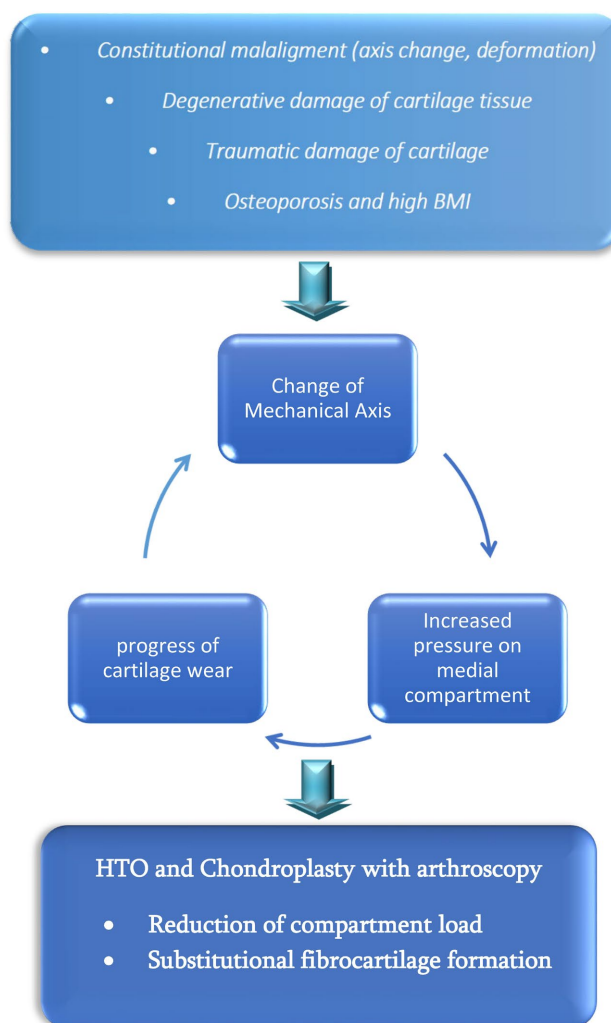 • Constitutional malaligment (axis change, deformation)
• Degenerative damage of cartilage tissue
• Traumatic damage of cartilage
• Osteoporosis and high BMI
Change of
Mechanical Axis
Increased
pressure on
medial
compartment
progress of
cartilage wear
HTO and Chondroplasty with arthroscopy
• Reduction of compartment load
• Substitutional fibrocartilage formation